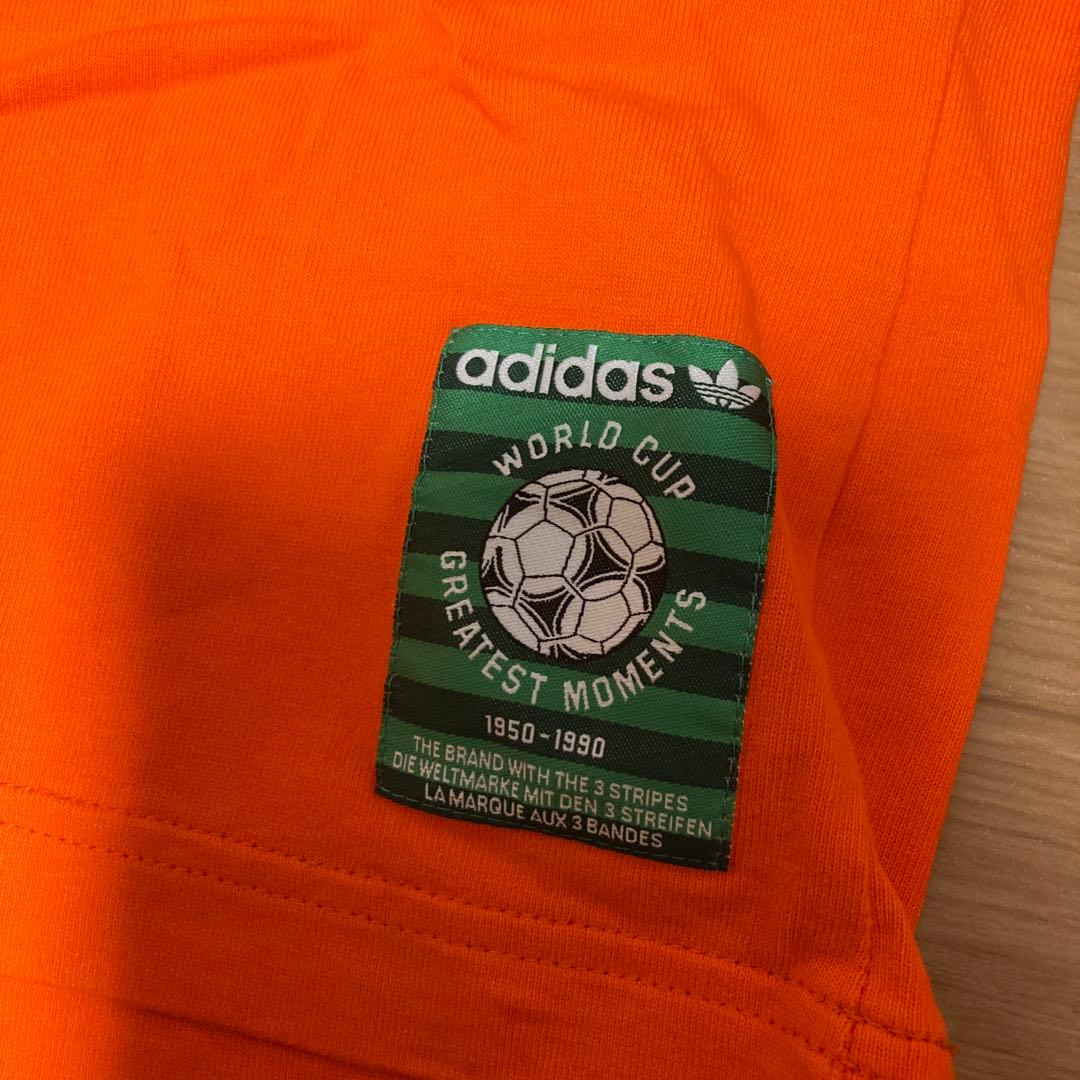 adidas
WORLD CUP
GREATEST MOMENTS
1950-1990
THE BRAND WITH THE 3 STRIPES
DIE WELTMARKE MIT DEN 3 STREIFEN
LA MARQUE AUX 3 BANDES